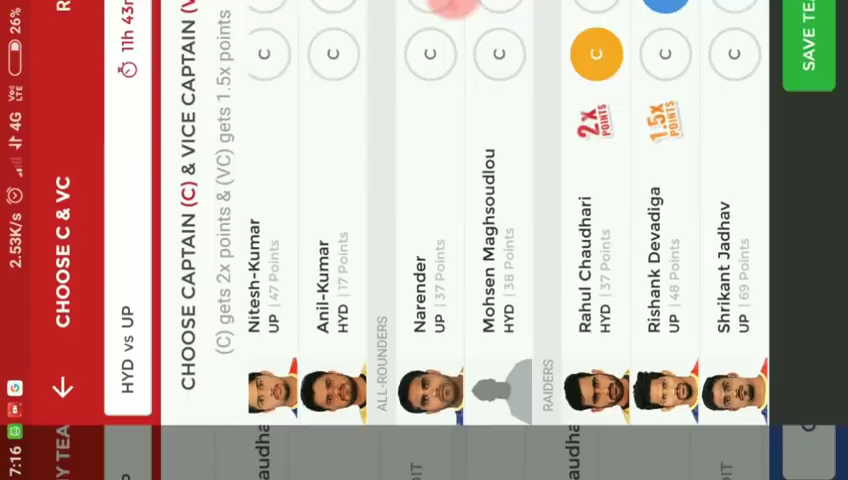 7:16
2.53K/s
4G
VoLTE
26%
CHOOSE C & VC
HYD vs UP
11h 43m
CHOOSE CAPTAIN (C) & VICE CAPTAIN (V
(C) gets 2x points & (VC) gets 1.5x points
Nitesh-Kumar
UP | 47 Points
C
Anil-Kumar
HYD | 17 Points
C
ALL-ROUNDERS
Narender
UP | 37 Points
C
Mohsen Maghsoudlou
HYD | 38 Points
C
RAIDERS
Rahul Chaudhari
HYD | 37 Points
2x
POINTS
C
Rishank Devadiga
UP | 48 Points
1.5x
POINTS
C
Shrikant Jadhav
UP | 69 Points
C
SAVE TEA